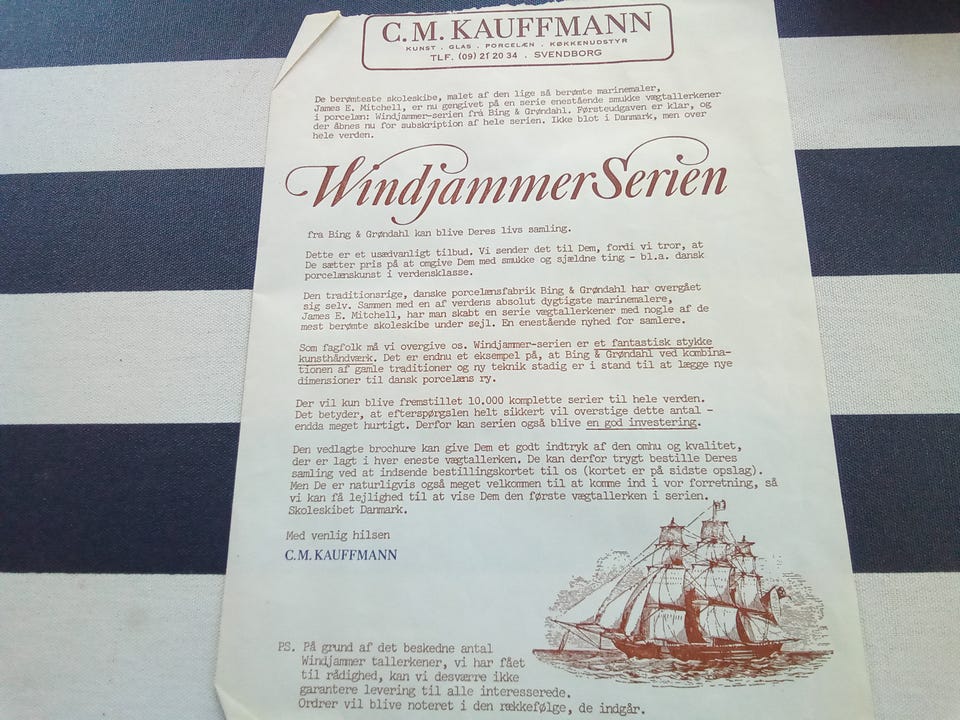 C.M. KAUFFMANN
KUNST . GLAS . PORCELÆN . KØKKENUDSTYR
TLF. (09) 21 20 34 . SVENDBORG
De berømteste skoleskibe, malet af den lige så berømte marinemaler,
James E. Mitchell, er nu gengivet på en serie enestående smukke vægtallerkener
i porcelæn: Windjammer-serien fra Bing & Grøndahl. Førsteudgaven er klar, og
der åbnes nu for subskription af hele serien. Ikke blot i Danmark, men over
hele verden.
WindjammerSerien
fra Bing & Grøndahl kan blive Deres livs samling.
Dette er et usædvanligt tilbud. Vi sender det til Dem, fordi vi tror, at
De sætter pris på at omgive Dem med smukke og sjældne ting - bl.a. dansk
porcelænskunst i verdensklasse.
Den traditionsrige, danske porcelænsfabrik Bing & Grøndahl har overgået
sig selv. Sammen med en af verdens absolut dygtigste marinemalere,
James E. Mitchell, har man skabt en serie vægtallerkener med nogle af de
mest berømte skoleskibe under sejl. En enestående nyhed for samlere.
Som fagfolk må vi overgive os. Windjammer-serien er et fantastisk stykke
kunsthåndværk. Det er endnu et eksempel på, at Bing & Grøndahl ved kombina-
tionen af gamle traditioner og ny teknik stadig er i stand til at lægge nye
dimensioner til dansk porcelæns ry.
Der vil kun blive fremstillet 10.000 komplette serier til hele verden.
Det betyder, at efterspørgslen helt sikkert vil overstige dette antal -
endda meget hurtigt. Derfor kan serien også blive en god investering.
Den vedlagte brochure kan give Dem et godt indtryk af den omhu og kvalitet,
der er lagt i hver eneste vægtallerken. De kan derfor trygt bestille Deres
samling ved at indsende bestillingskortet til os (kortet er på sidste opslag).
Men De er naturligvis også meget velkommen til at komme ind i vor forretning, så
vi kan få lejlighed til at vise Dem den første vægtallerken i serien.
Skoleskibet Danmark.
Med venlig hilsen
C.M. KAUFFMANN
PS. På grund af det beskedne antal
Windjammer tallerkener, vi har fået
til rådighed, kan vi desværre ikke
garantere levering til alle interesserede.
Ordrer vil blive noteret i den rækkefølge, de indgår.